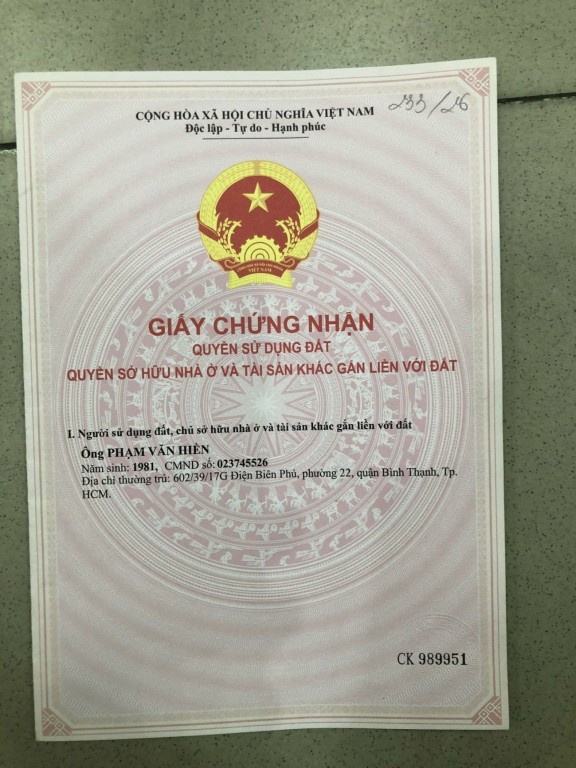 CỘNG HÒA XÃ HỘI CHỦ NGHĨA VIỆT NAM
233/26
Độc lập - Tự do - Hạnh phúc
VIỆT NAM
GIẤY CHỨNG NHẬN
QUYỀN SỬ DỤNG ĐẤT
QUYỀN SỞ HỮU NHÀ Ở VÀ TÀI SẢN KHÁC GẮN LIỀN VỚI ĐẤT
I. Người sử dụng đất, chủ sở hữu nhà ở và tài sản khác gắn liền với đất
Ông PHẠM VĂN HIỀN
Năm sinh: 1981, CMND số: 023745526
Địa chỉ thường trú: 602/39/17G Điện Biên Phủ, phường 22, quận Bình Thạnh, Tp.
HCM.
CK 989951